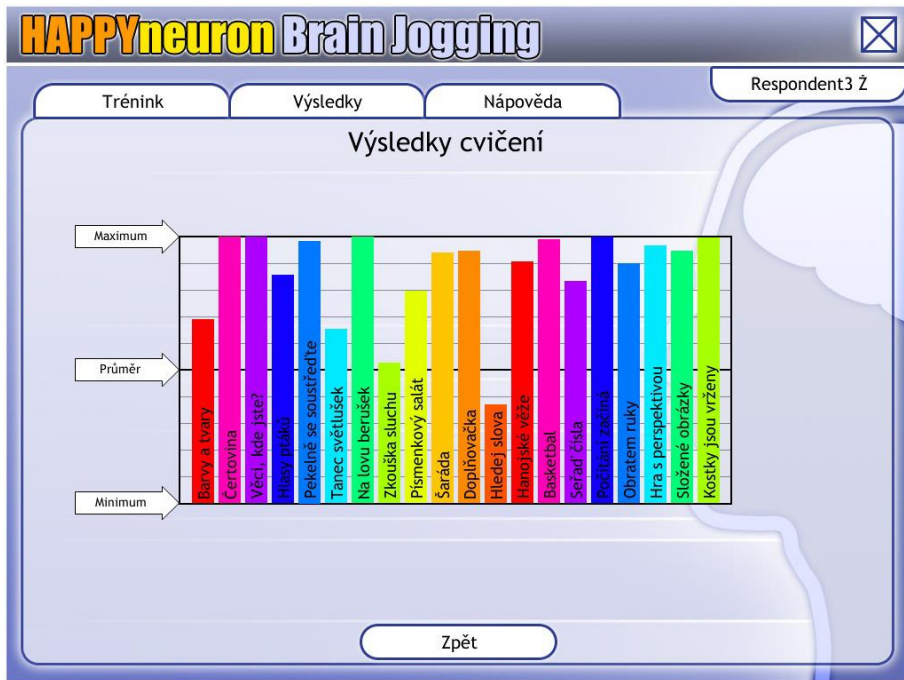 HAPPYneuron Brain Jogging
Respondent3 Ž
Trénink
Výsledky
Nápověda
Výsledky cvičení
Maximum
Průměr
Minimum
Barvy a tvary
Čertovina
Věci, kde jste?
Hlasy ptáků
Pekelně se soustřeďte
Tanec světlušek
Na lovu berušek
Zkouška sluchu
Písmenkový salát
Šaráda
Doplňovačka
Hledej slova
Hanojské věže
Basketbal
Seřaď čísla
Počítání začíná
Obratem ruky
Hra s perspektivou
Složené obrázky
Kostky jsou vrženy
Zpět